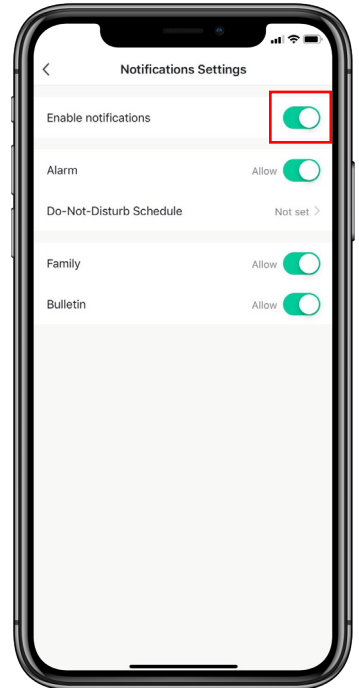 Notifications Settings
Enable notifications
Alarm Allow
Do-Not-Disturb Schedule Not set
Family Allow
Bulletin Allow